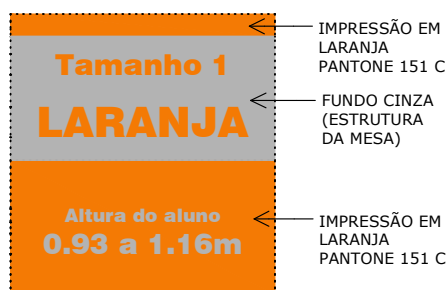 Tamanho 1
LARANJA
Altura do aluno
0.93 a 1.16m
IMPRESSÃO EM
LARANJA
PANTONE 151 C
FUNDO CINZA
(ESTRUTURA
DA MESA)
IMPRESSÃO EM
LARANJA
PANTONE 151 C